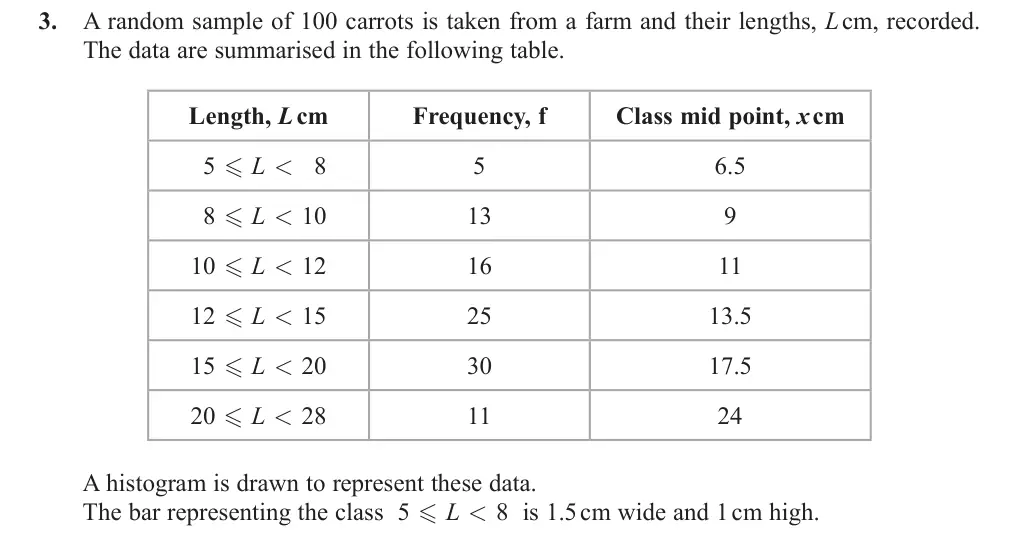 3. A random sample of 100 carrots is taken from a farm and their lengths, L cm, recorded.
The data are summarised in the following table.
Length, L cm Frequency, f Class mid point, x cm
5 ⩽ L < 8 5 6.5
8 ⩽ L < 10 13 9
10 ⩽ L < 12 16 11
12 ⩽ L < 15 25 13.5
15 ⩽ L < 20 30 17.5
20 ⩽ L < 28 11 24
A histogram is drawn to represent these data.
The bar representing the class 5 ⩽ L < 8 is 1.5 cm wide and 1 cm high.